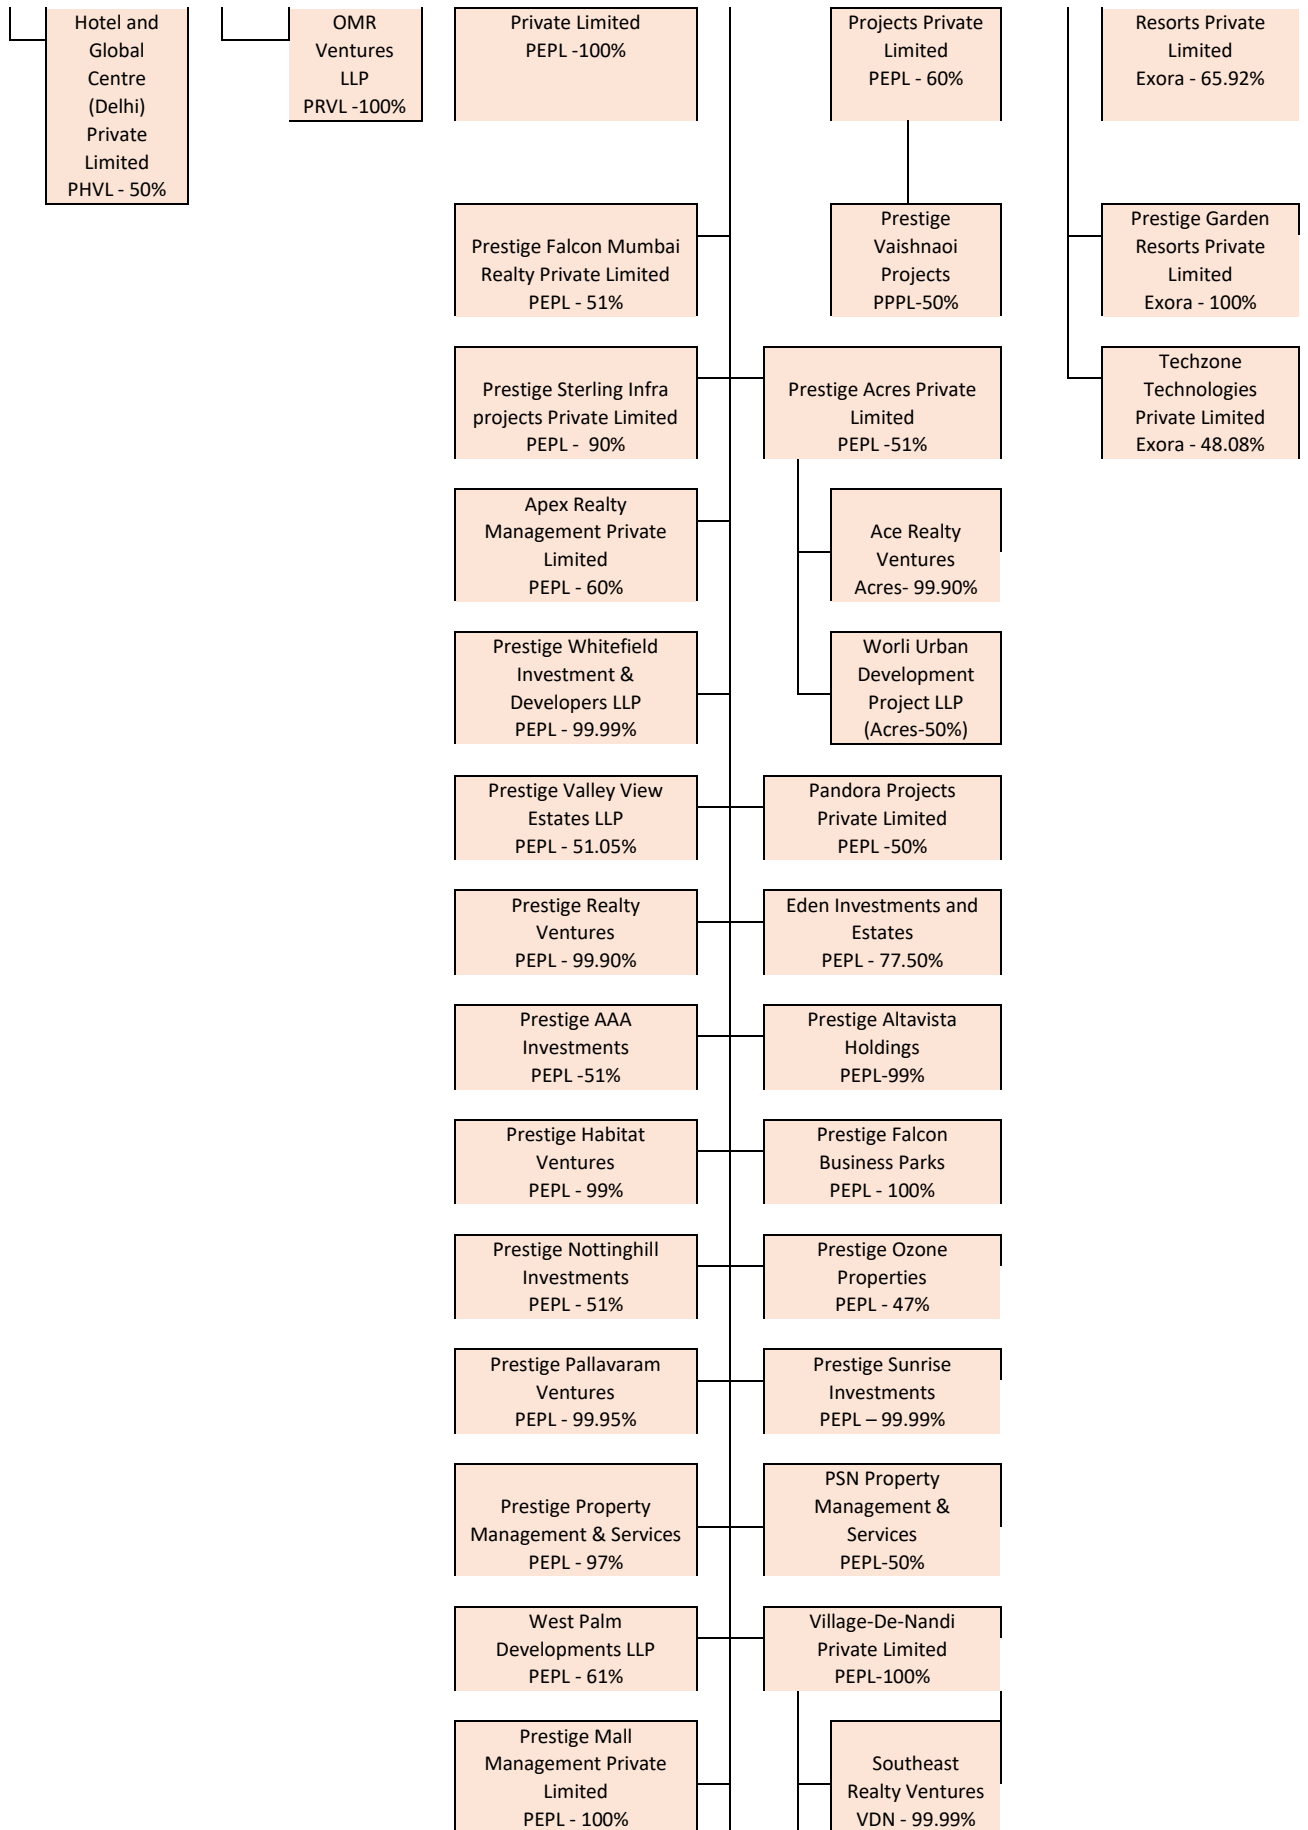 Hotel and
Global
Centre
(Delhi)
Private
Limited
PHVL - 50%
OMR
Ventures
LLP
PRVL -100%
Private Limited
PEPL -100%
Projects Private
Limited
PEPL - 60%
Resorts Private
Limited
Exora - 65.92%
Prestige Falcon Mumbai
Realty Private Limited
PEPL - 51%
Prestige
Vaishnaoi
Projects
PPPL-50%
Prestige Garden
Resorts Private
Limited
Exora - 100%
Prestige Sterling Infra
projects Private Limited
PEPL - 90%
Prestige Acres Private
Limited
PEPL -51%
Techzone
Technologies
Private Limited
Exora - 48.08%
Apex Realty
Management Private
Limited
PEPL - 60%
Ace Realty
Ventures
Acres- 99.90%
Prestige Whitefield
Investment &
Developers LLP
PEPL - 99.99%
Worli Urban
Development
Project LLP
(Acres-50%)
Prestige Valley View
Estates LLP
PEPL - 51.05%
Pandora Projects
Private Limited
PEPL -50%
Prestige Realty
Ventures
PEPL - 99.90%
Eden Investments and
Estates
PEPL - 77.50%
Prestige AAA
Investments
PEPL -51%
Prestige Altavista
Holdings
PEPL-99%
Prestige Habitat
Ventures
PEPL - 99%
Prestige Falcon
Business Parks
PEPL - 100%
Prestige Nottinghill
Investments
PEPL - 51%
Prestige Ozone
Properties
PEPL - 47%
Prestige Pallavaram
Ventures
PEPL - 99.95%
Prestige Sunrise
Investments
PEPL – 99.99%
Prestige Property
Management & Services
PEPL - 97%
PSN Property
Management &
Services
PEPL-50%
West Palm
Developments LLP
PEPL - 61%
Village-De-Nandi
Private Limited
PEPL-100%
Prestige Mall
Management Private
Limited
PEPL - 100%
Southeast
Realty Ventures
VDN - 99.99%